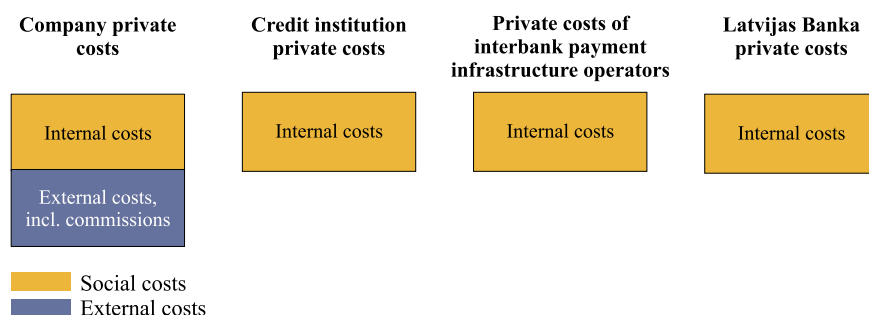 Company private
costs
Credit institution
private costs
Private costs of
interbank payment
infrastructure operators
Latvijas Banka
private costs
Internal costs
Internal costs
Internal costs
Internal costs
External costs,
incl. commissions
Social costs
External costs